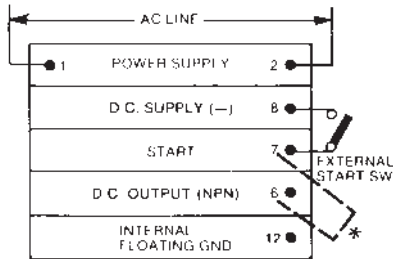 AC LINE
1 POWER SUPPLY 2
D.C. SUPPLY (—) 8
START 7
EXTERNAL
START SW
D.C. OUTPUT (NPN) 6
*
INTERNAL
FLOATING GND 12